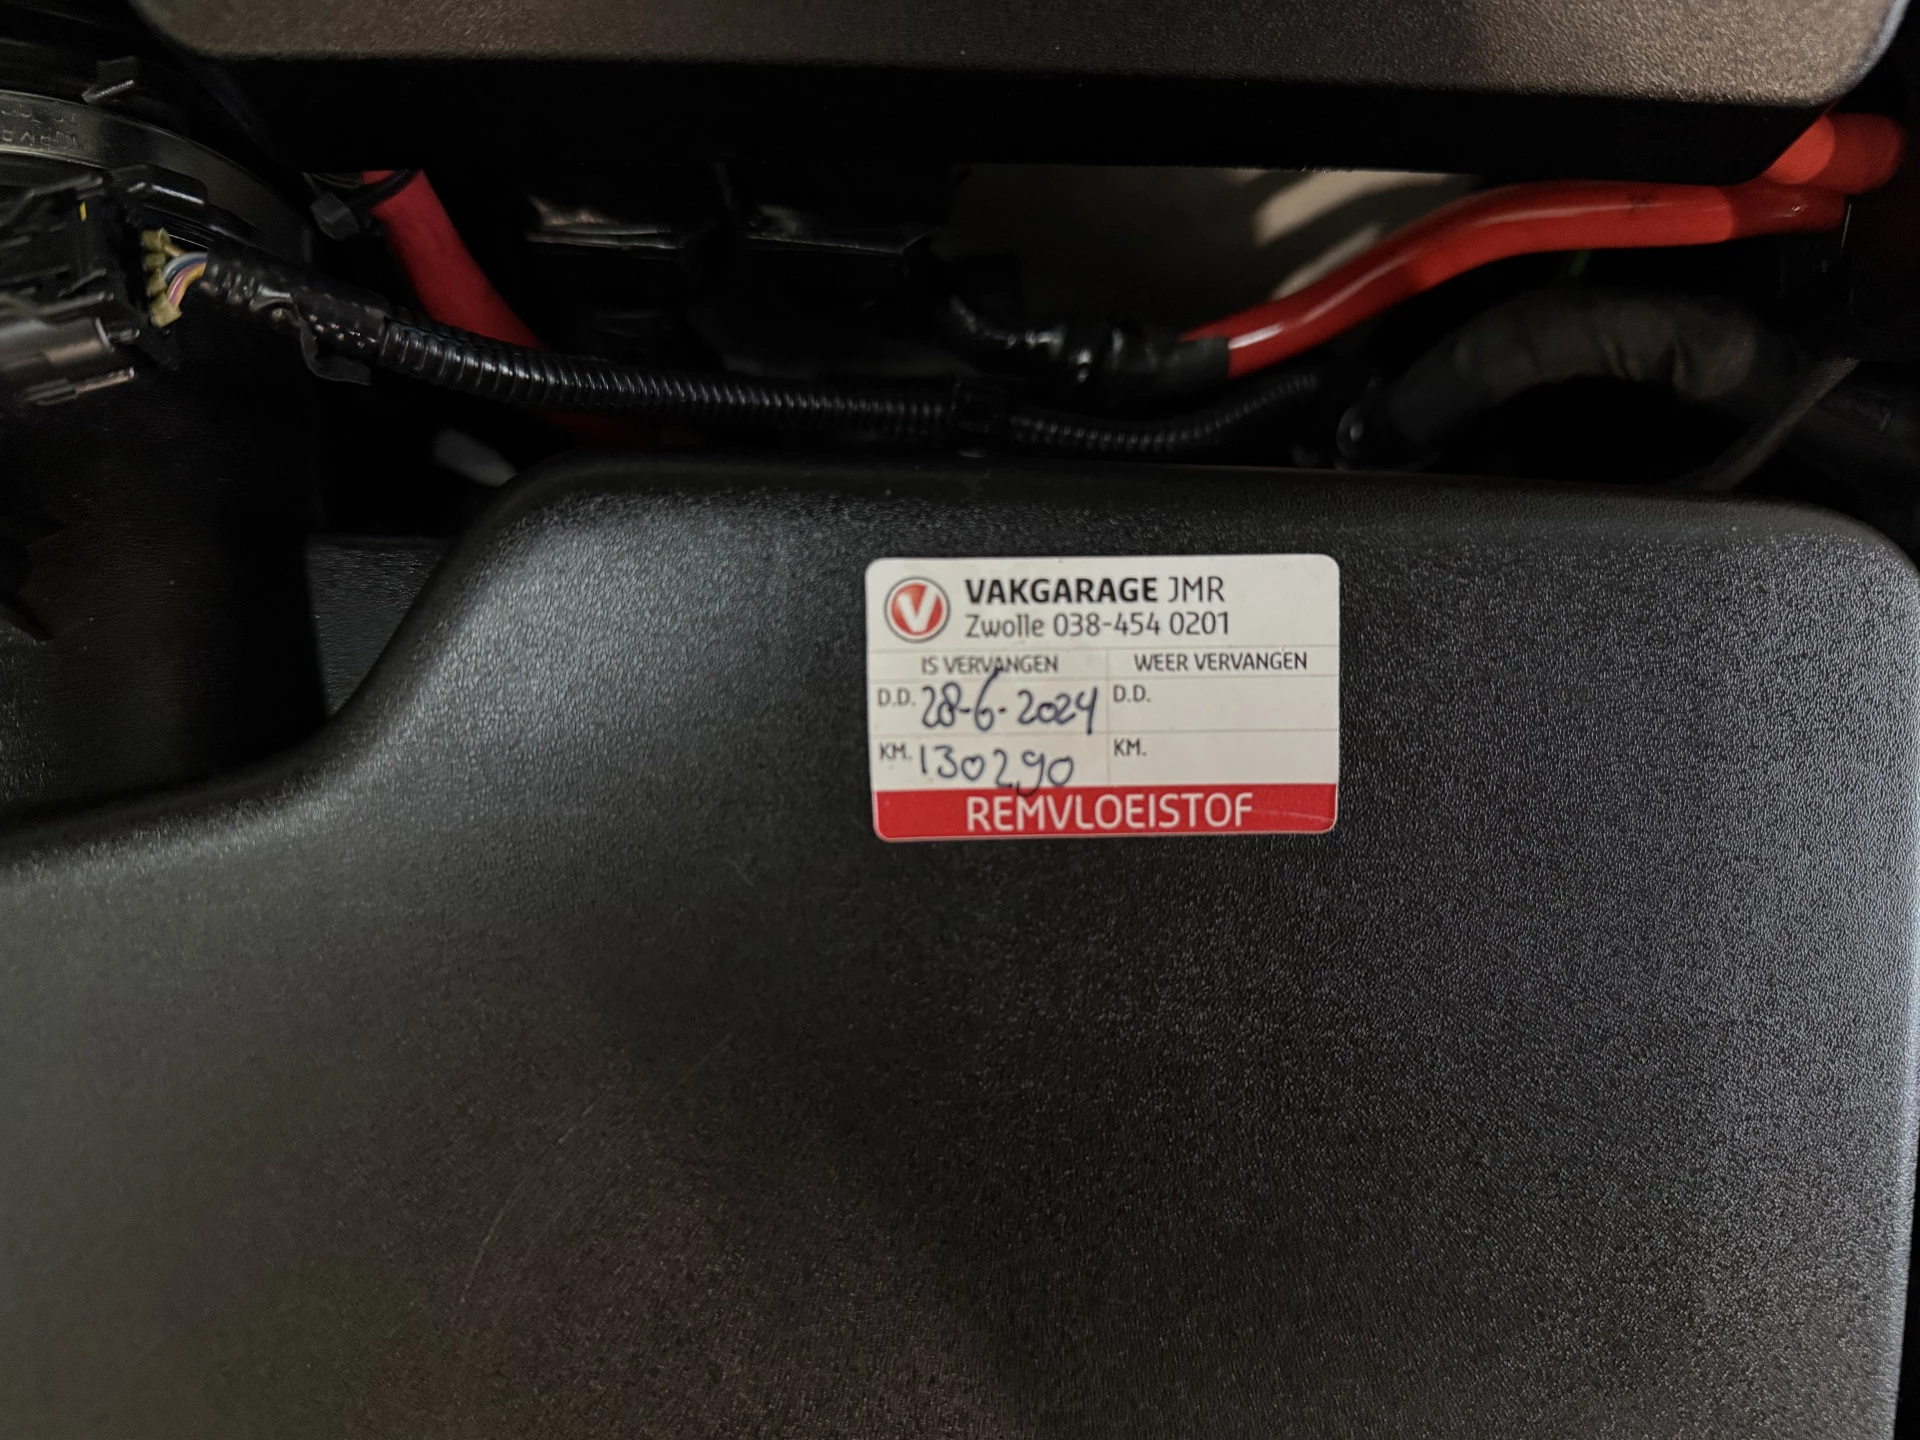 V VAKGARAGE JMR
Zwolle 038-454 0201
IS VERVANGEN WEER VERVANGEN
D.D. 28-6-2024 D.D.
KM. 130290 KM.
REMVLOEISTOF